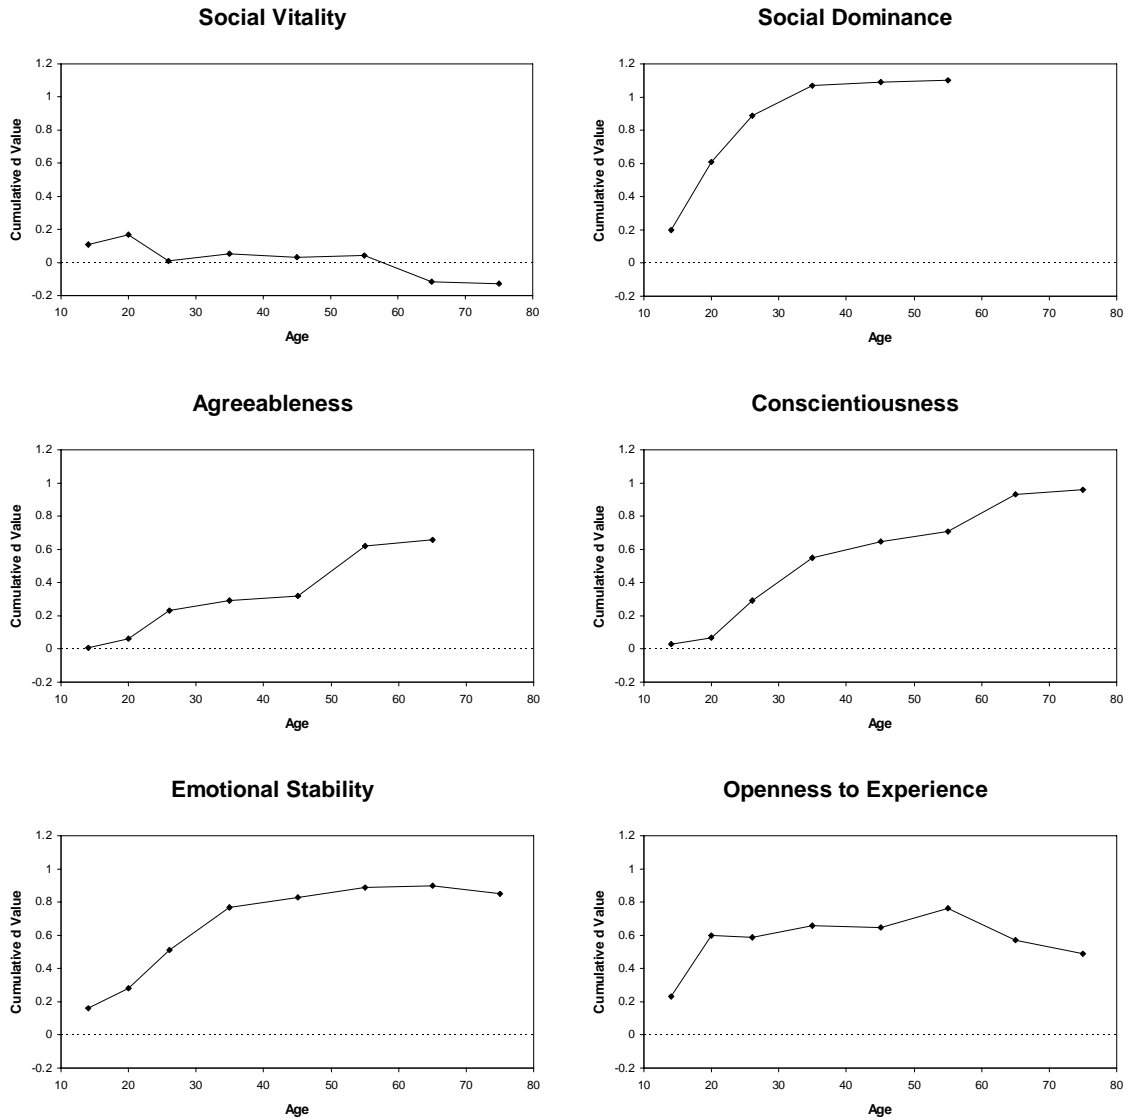 Social Vitality
1.2
1
0.8
0.6
0.4
0.2
0
-0.2
Cumulative d Value
10 20 30 40 50 60 70 80
Age
Social Dominance
1.2
1
0.8
0.6
0.4
0.2
0
-0.2
Cumulative d Value
10 20 30 40 50 60 70 80
Age
Agreeableness
1.2
1
0.8
0.6
0.4
0.2
0
-0.2
Cumulative d Value
10 20 30 40 50 60 70 80
Age
Conscientiousness
1.2
1
0.8
0.6
0.4
0.2
0
-0.2
Cumulative d Value
10 20 30 40 50 60 70 80
Age
Emotional Stability
1.2
1
0.8
0.6
0.4
0.2
0
-0.2
Cumulative d Value
10 20 30 40 50 60 70 80
Age
Openness to Experience
1.2
1
0.8
0.6
0.4
0.2
0
-0.2
Cumulative d Value
10 20 30 40 50 60 70 80
Age